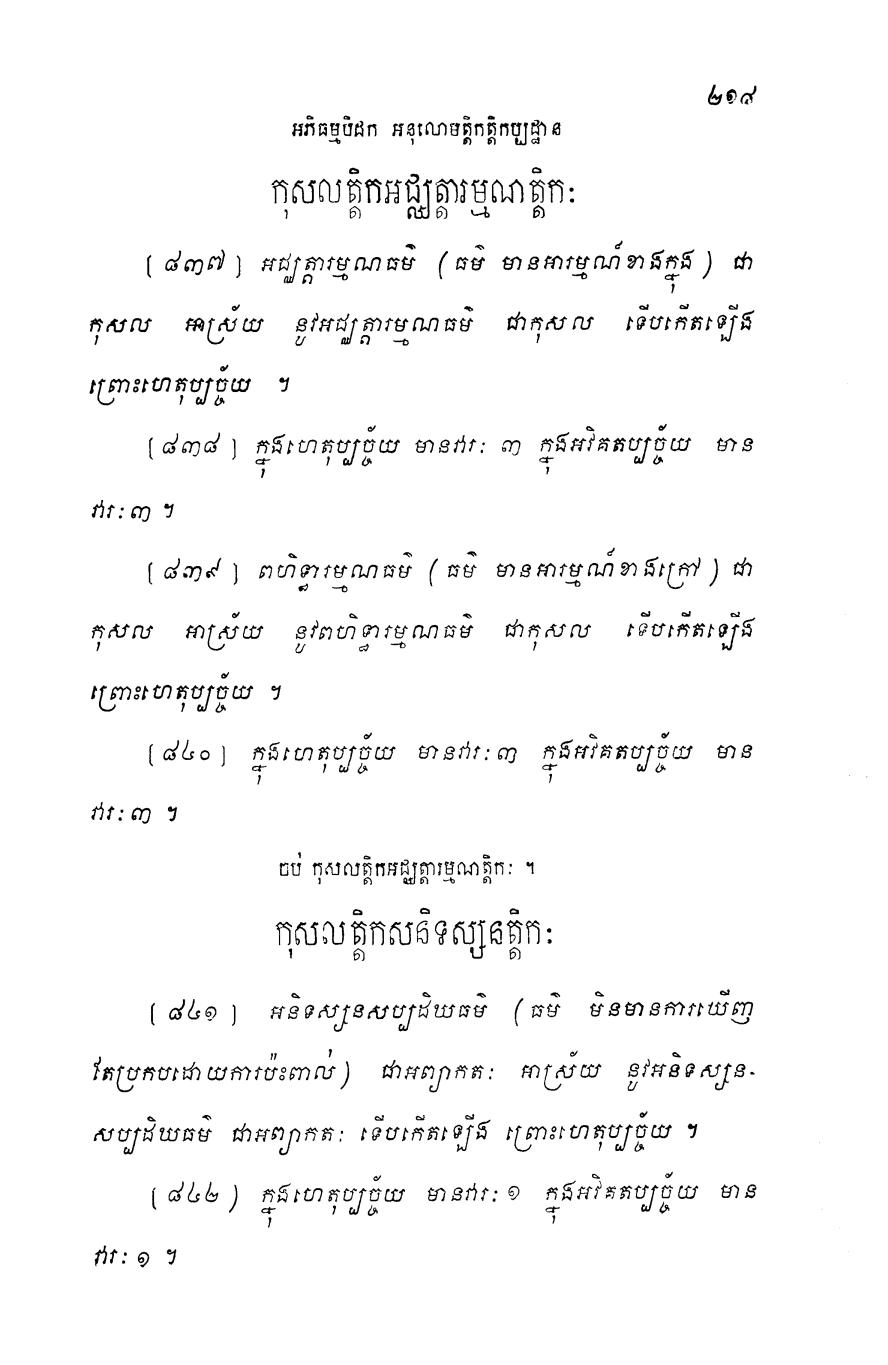 ២១៤
អភិធម្មបិដក អនុលោមត្តិកត្តិកប្បដ្ឋាន
កុសលត្តិកអជ្ឈត្តារម្មណត្តិកៈ
(៨៣៧) អជ្ឈត្តារម្មណធម៌ (ធម៌ មានអារម្មណ៍ខាងក្នុង) ជា
កុសល អាស្រ័យ នូវអជ្ឈត្តារម្មណធម៌ ជាកុសល ទើបកើតឡើង
ព្រោះហេតុប្បច្ច័យ ។
(៨៣៨) ក្នុងហេតុប្បច្ច័យ មានវារៈ ៣ ក្នុងអវិគតប្បច្ច័យ មាន
វារៈ ៣ ។
(៨៣៩) ពហិទ្ធារម្មណធម៌ (ធម៌ មានអារម្មណ៍ខាងក្រៅ) ជា
កុសល អាស្រ័យ នូវពហិទ្ធារម្មណធម៌ ជាកុសល ទើបកើតឡើង
ព្រោះហេតុប្បច្ច័យ ។
(៨៤០) ក្នុងហេតុប្បច្ច័យ មានវារៈ ៣ ក្នុងអវិគតប្បច្ច័យ មាន
វារៈ ៣ ។
ចប់ កុសលត្តិកអជ្ឈត្តារម្មណត្តិកៈ ។
កុសលត្តិកសនិទស្សនត្តិកៈ
(៨៤១) អនិទស្សនសប្បដិឃធម៌ (ធម៌ មិនមានការឃើញ
តែប្រកបដោយការប៉ះពាល់) ជាអព្យាកតៈ អាស្រ័យ នូវអនិទស្សន-
សប្បដិឃធម៌ ជាអព្យាកតៈ ទើបកើតឡើង ព្រោះហេតុប្បច្ច័យ ។
(៨៤២) ក្នុងហេតុប្បច្ច័យ មានវារៈ ១ ក្នុងអវិគតប្បច្ច័យ មាន
វារៈ ១ ។